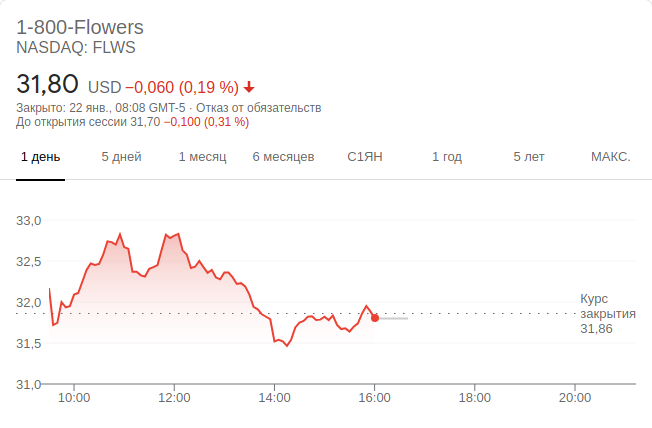 1-800-Flowers
NASDAQ: FLWS
31,80 USD −0,060 (0,19 %)
Закрыто: 22 янв., 08:08 GMT-5 · Отказ от обязательств
До открытия сессии 31,70 −0,100 (0,31 %)
1 день 5 дней 1 месяц 6 месяцев С1ЯН 1 год 5 лет МАКС.
33,0
32,5
32,0
31,5
31,0
Курс
закрытия
31,86
10:00 12:00 14:00 16:00 18:00 20:00